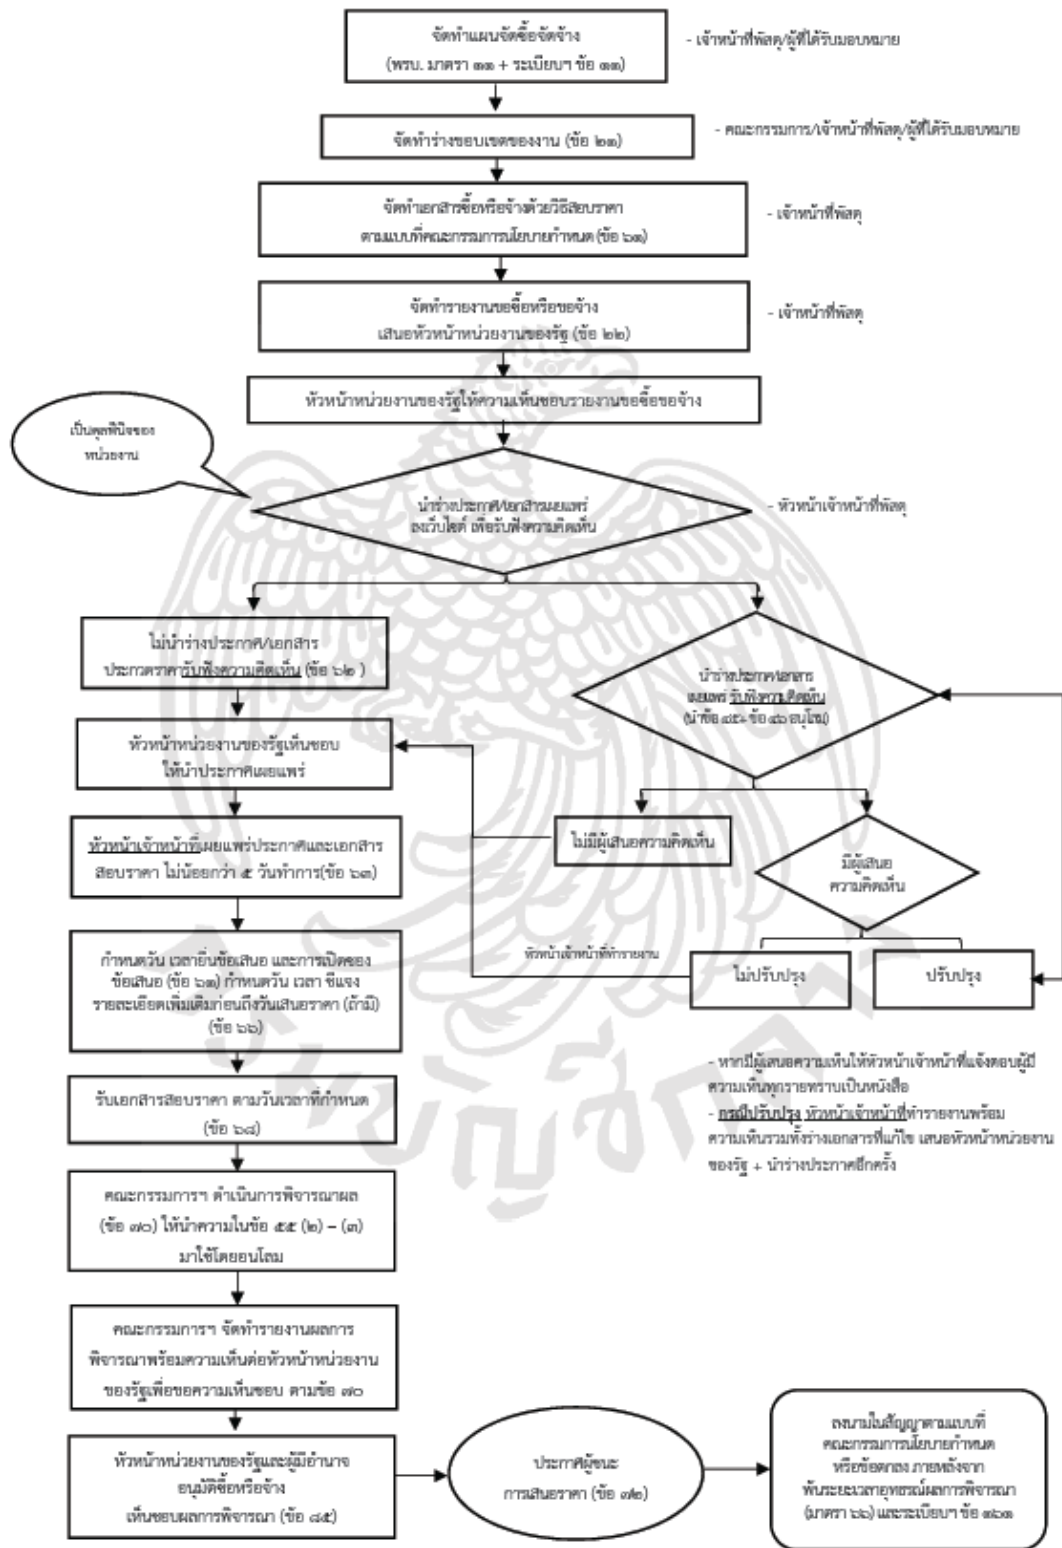 จัดทำแผนจัดซื้อจัดจ้าง
(พรบ. มาตรา ๑๑ + ระเบียบฯ ข้อ ๑๑)
- เจ้าหน้าที่พัสดุ/ผู้ที่ได้รับมอบหมาย
จัดทำร่างขอบเขตของงาน (ข้อ ๒๑)
- คณะกรรมการ/เจ้าหน้าที่พัสดุ/ผู้ที่ได้รับมอบหมาย
จัดทำเอกสารซื้อหรือจ้างด้วยวิธีสอบราคา
ตามแบบที่คณะกรรมการนโยบายกำหนด (ข้อ ๖๑)
- เจ้าหน้าที่พัสดุ
จัดทำรายงานขอซื้อหรือขอจ้าง
เสนอหัวหน้าหน่วยงานของรัฐ (ข้อ ๒๒)
- เจ้าหน้าที่พัสดุ
หัวหน้าหน่วยงานของรัฐให้ความเห็นชอบรายงานขอซื้อขอจ้าง
เป็นดุลพินิจของ
หน่วยงาน
นำร่างประกาศ/เอกสารเผยแพร่
ลงเว็บไซต์ เพื่อรับฟังความคิดเห็น
- หัวหน้าเจ้าหน้าที่พัสดุ
ไม่นำร่างประกาศ/เอกสาร
ประกวดราคารับฟังความคิดเห็น (ข้อ ๖๒ )
นำร่างประกาศ/เอกสาร
เผยแพร่ รับฟังความคิดเห็น
(นำข้อ ๔๕+ ข้อ ๔๖ อนุโลม)
หัวหน้าหน่วยงานของรัฐเห็นชอบ
ให้นำประกาศเผยแพร่
ไม่มีผู้เสนอความคิดเห็น
มีผู้เสนอ
ความคิดเห็น
หัวหน้าเจ้าหน้าที่เผยแพร่ประกาศและเอกสาร
สอบราคา ไม่น้อยกว่า ๕ วันทำการ(ข้อ ๖๓)
หัวหน้าเจ้าหน้าที่ทำรายงาน
ไม่ปรับปรุง
ปรับปรุง
กำหนดวัน เวลายื่นข้อเสนอ และการเปิดซอง
ข้อเสนอ (ข้อ ๖๑) กำหนดวัน เวลา ชี้แจง
รายละเอียดเพิ่มเติมก่อนถึงวันเสนอราคา (ถ้ามี)
(ข้อ ๖๖)
- หากมีผู้เสนอความเห็นให้หัวหน้าเจ้าหน้าที่แจ้งตอบผู้มี
ความเห็นทุกรายทราบเป็นหนังสือ
- กรณีปรับปรุง หัวหน้าเจ้าหน้าที่ทำรายงานพร้อม
ความเห็นรวมทั้งร่างเอกสารที่แก้ไข เสนอหัวหน้าหน่วยงาน
ของรัฐ + นำร่างประกาศอีกครั้ง
รับเอกสารสอบราคา ตามวันเวลาที่กำหนด
(ข้อ ๖๘)
คณะกรรมการฯ ดำเนินการพิจารณาผล
(ข้อ ๗๐) ให้นำความในข้อ ๕๕ (๒) – (๓)
มาใช้โดยอนุโลม
คณะกรรมการฯ จัดทำรายงานผลการ
พิจารณาพร้อมความเห็นต่อหัวหน้าหน่วยงาน
ของรัฐเพื่อขอความเห็นชอบ ตามข้อ ๗๐
หัวหน้าหน่วยงานของรัฐและผู้มีอำนาจ
อนุมัติซื้อหรือจ้าง
เห็นชอบผลการพิจารณา (ข้อ ๘๕)
ประกาศผู้ชนะ
การเสนอราคา (ข้อ ๗๒)
ลงนามในสัญญาตามแบบที่
คณะกรรมการนโยบายกำหนด
หรือข้อตกลง ภายหลังจาก
พ้นระยะเวลาอุทธรณ์ผลการพิจารณา
(มาตรา ๖๖) และระเบียบฯ ข้อ ๑๖๑
กรมบัญชีกลาง